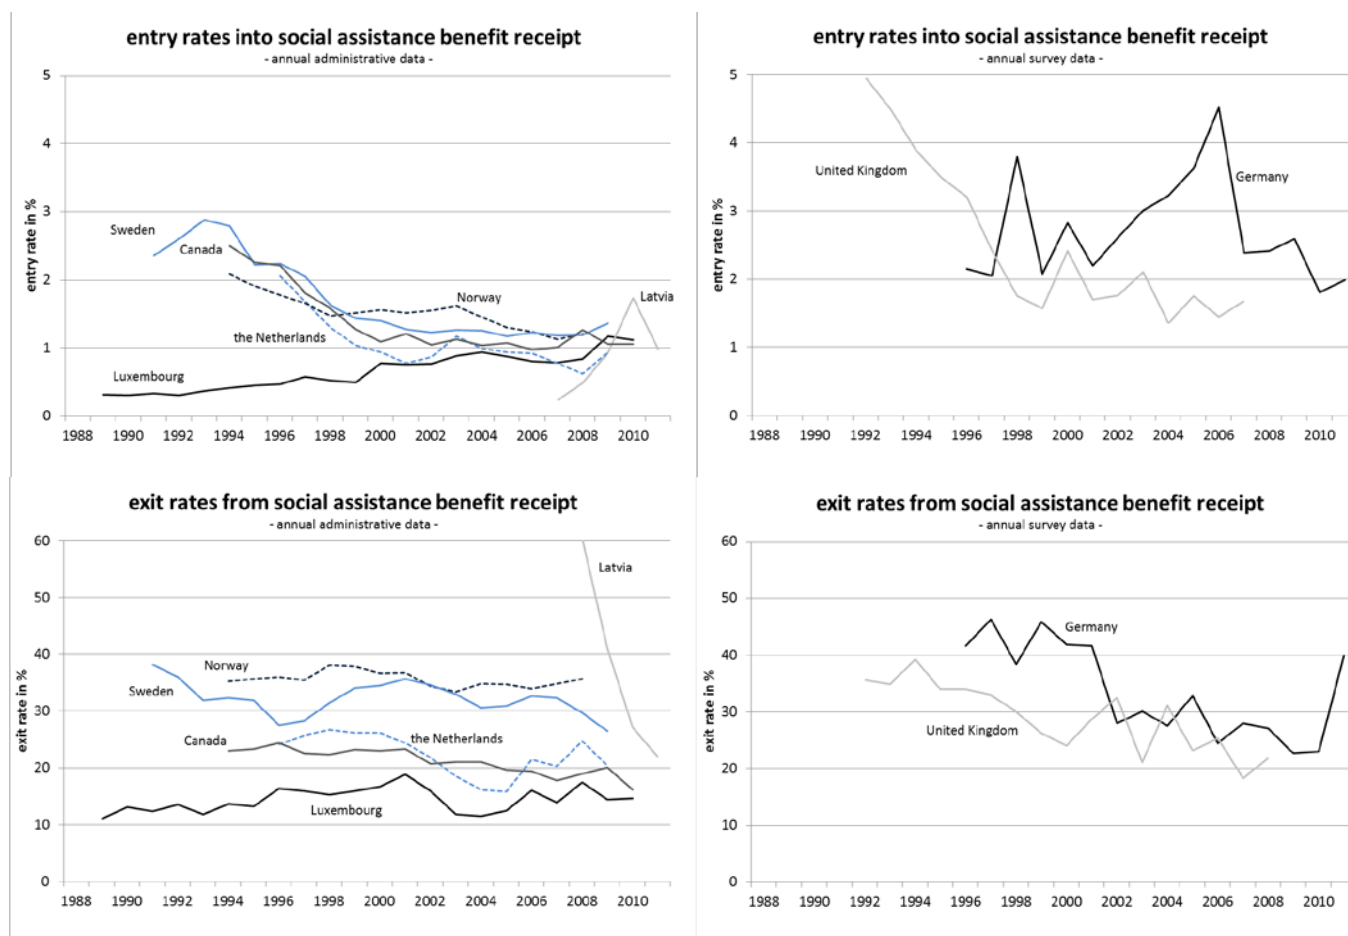 entry rates into social assistance benefit receipt
- annual administrative data -
5
4
3
2
1
0
entry rate in %
Sweden
Canada
Norway
Latvia
the Netherlands
Luxembourg
1988 1990 1992 1994 1996 1998 2000 2002 2004 2006 2008 2010
entry rates into social assistance benefit receipt
- annual survey data -
5
4
3
2
1
0
entry rate in %
United Kingdom
Germany
1988 1990 1992 1994 1996 1998 2000 2002 2004 2006 2008 2010
exit rates from social assistance benefit receipt
- annual administrative data -
60
50
40
30
20
10
0
exit rate in %
Latvia
Norway
Sweden
Canada
the Netherlands
Luxembourg
1988 1990 1992 1994 1996 1998 2000 2002 2004 2006 2008 2010
exit rates from social assistance benefit receipt
- annual survey data -
60
50
40
30
20
10
0
exit rate in %
Germany
United Kingdom
1988 1990 1992 1994 1996 1998 2000 2002 2004 2006 2008 2010